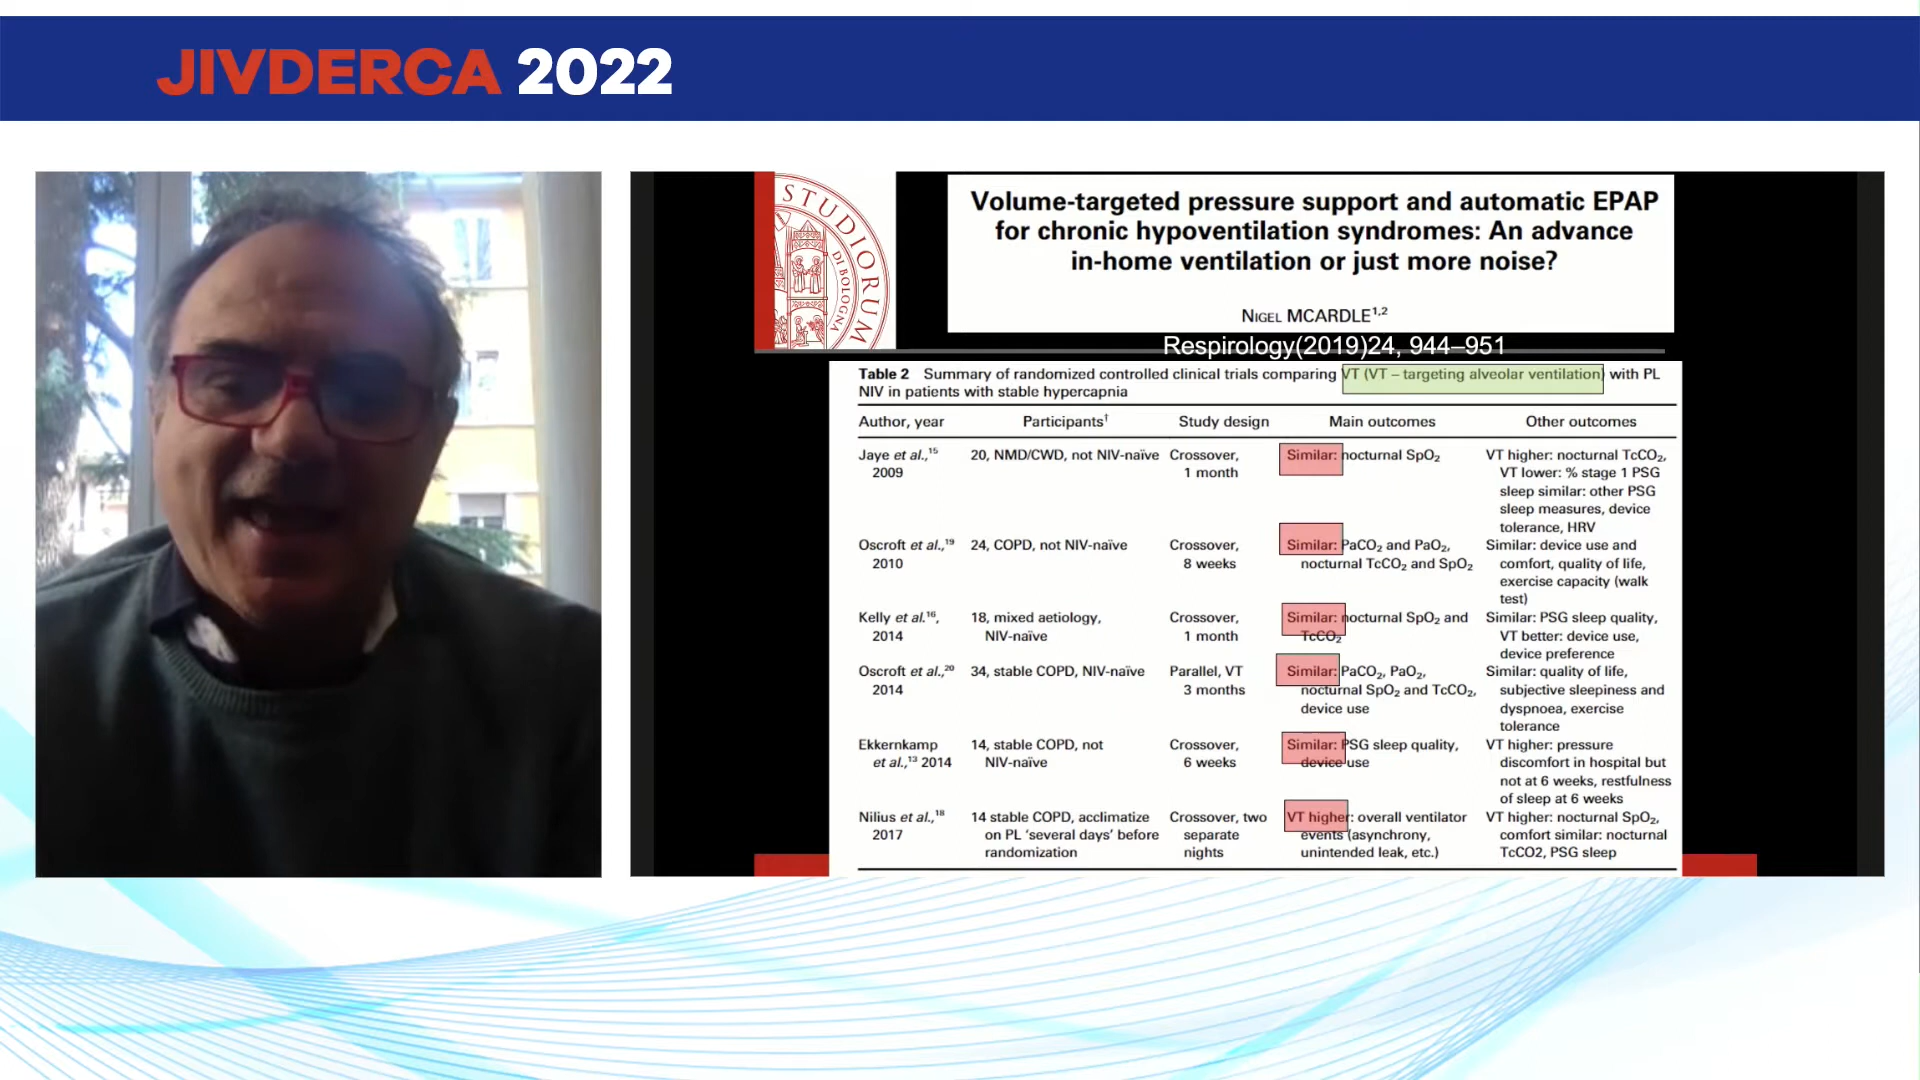 JIVDERCA 2022
STUDIORUM
DI BOLOGNA
Volume-targeted pressure support and automatic EPAP
for chronic hypoventilation syndromes: An advance
in-home ventilation or just more noise?
NIGEL MCARDLE1,2
Respirology(2019)24, 944–951
Table 2 Summary of randomized controlled clinical trials comparing VT (VT – targeting alveolar ventilation) with PL
NIV in patients with stable hypercapnia
Author, year Participants† Study design Main outcomes Other outcomes
Jaye et al.,15 20, NMD/CWD, not NIV-naïve Crossover, Similar: nocturnal SpO2 VT higher: nocturnal TcCO2,
2009 1 month VT lower: % stage 1 PSG
sleep similar: other PSG
sleep measures, device
tolerance, HRV
Oscroft et al.,19 24, COPD, not NIV-naïve Crossover, Similar: PaCO2 and PaO2, Similar: device use and
2010 8 weeks nocturnal TcCO2 and SpO2 comfort, quality of life,
exercise capacity (walk
test)
Kelly et al.16, 18, mixed aetiology, Crossover, Similar: nocturnal SpO2 and Similar: PSG sleep quality,
2014 NIV-naïve 1 month TcCO2 VT better: device use,
device preference
Oscroft et al.,20 34, stable COPD, NIV-naïve Parallel, VT Similar: PaCO2, PaO2, Similar: quality of life,
2014 3 months nocturnal SpO2 and TcCO2, subjective sleepiness and
device use dyspnoea, exercise
tolerance
Ekkernkamp 14, stable COPD, not Crossover, Similar: PSG sleep quality, VT higher: pressure
et al.,13 2014 NIV-naïve 6 weeks device use discomfort in hospital but
not at 6 weeks, restfulness
of sleep at 6 weeks
Nilius et al.,18 14 stable COPD, acclimatize Crossover, two VT higher: overall ventilator VT higher: nocturnal SpO2,
2017 on PL ‘several days’ before separate events (asynchrony, comfort similar: nocturnal
randomization nights unintended leak, etc.) TcCO2, PSG sleep